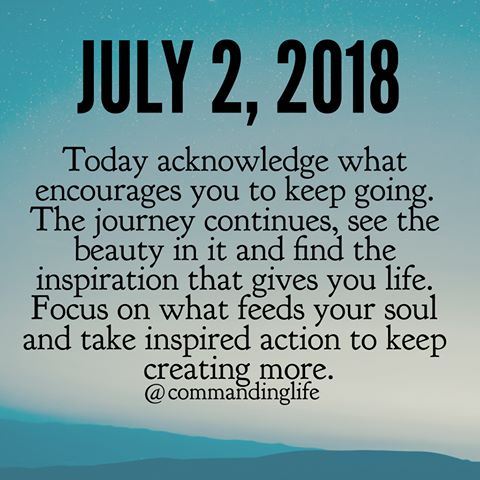 JULY 2, 2018
Today acknowledge what
encourages you to keep going.
The journey continues, see the
beauty in it and find the
inspiration that gives you life.
Focus on what feeds your soul
and take inspired action to keep
creating more.
@commandinglife